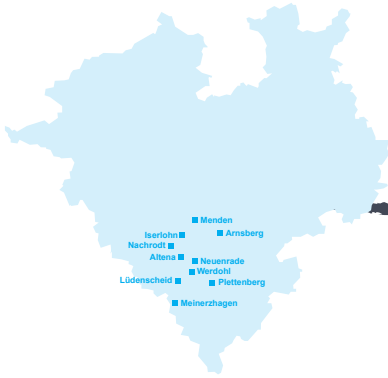 Menden
Arnsberg
Iserlohn
Nachrodt
Altena
Neuenrade
Werdohl
Lüdenscheid
Plettenberg
Meinerzhagen